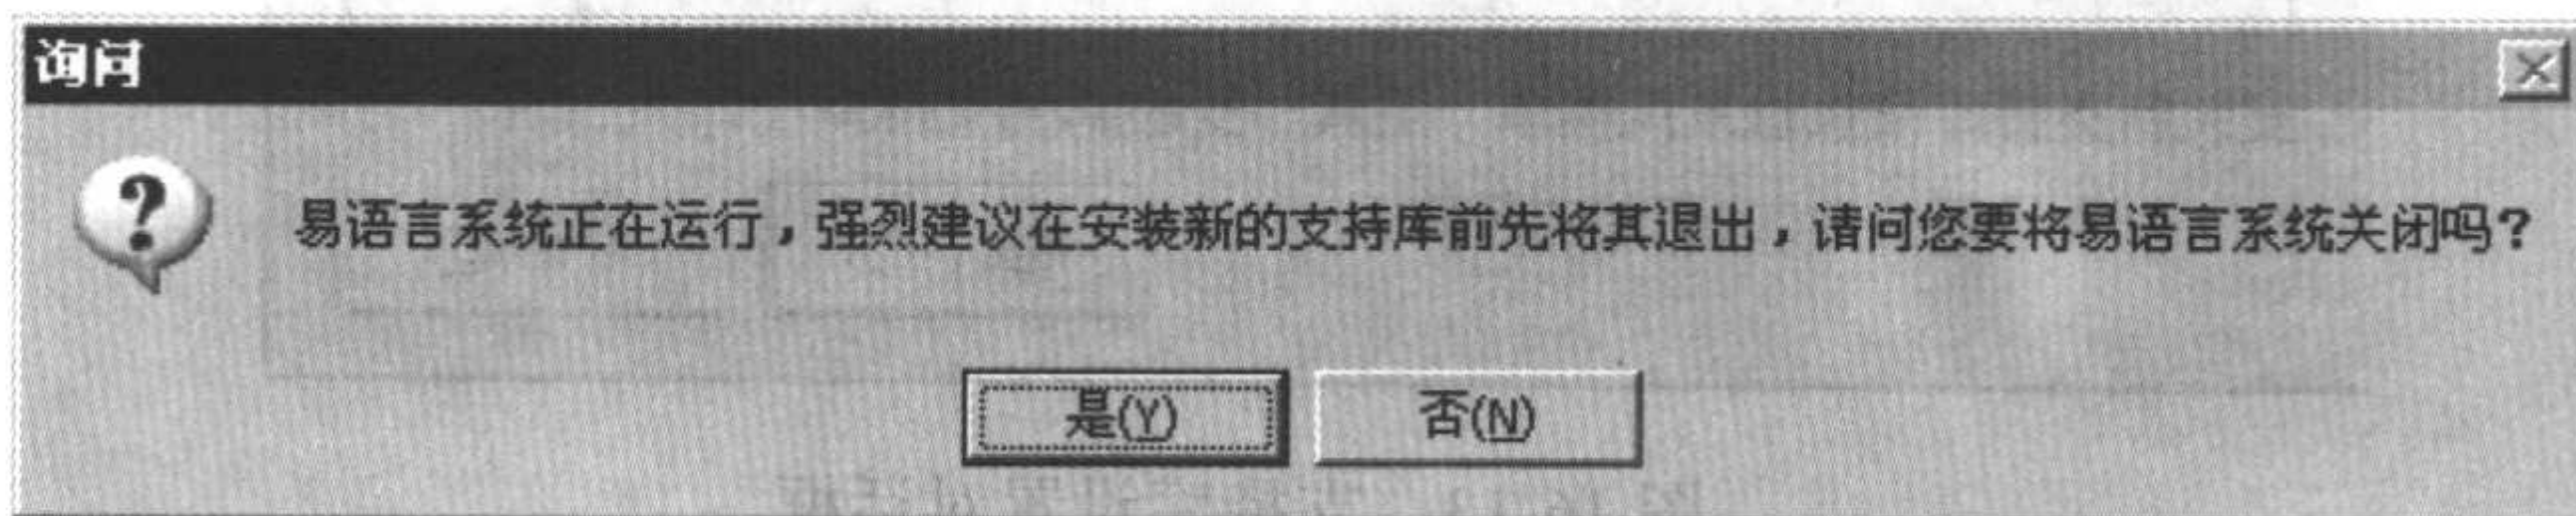 询问
易语言系统正在运行，强烈建议在安装新的支持库前先将其退出，请问您要将易语言系统关闭吗？
是(Y) 否(N)